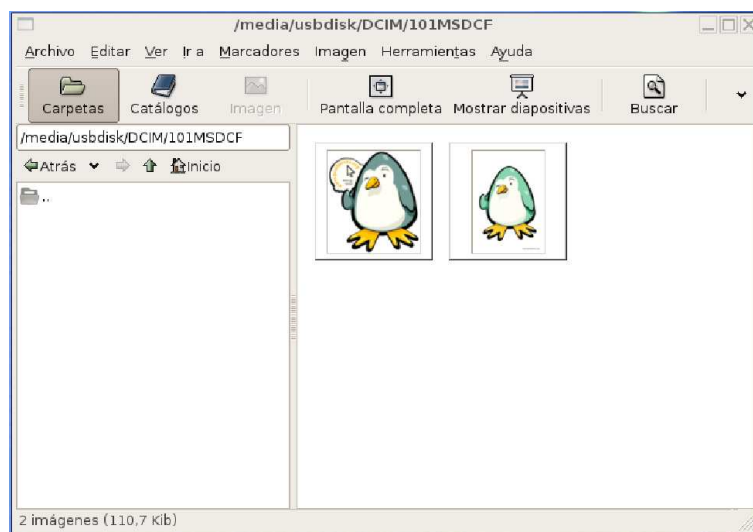 /media/usbdisk/DCIM/101MSDCF
Archivo Editar Ver Ir a Marcadores Imagen Herramientas Ayuda
Carpetas Catálogos Imagen Pantalla completa Mostrar diapositivas Buscar
/media/usbdisk/DCIM/101MSDCF
Atrás Inicio
..
2 imágenes (110,7 Kib)